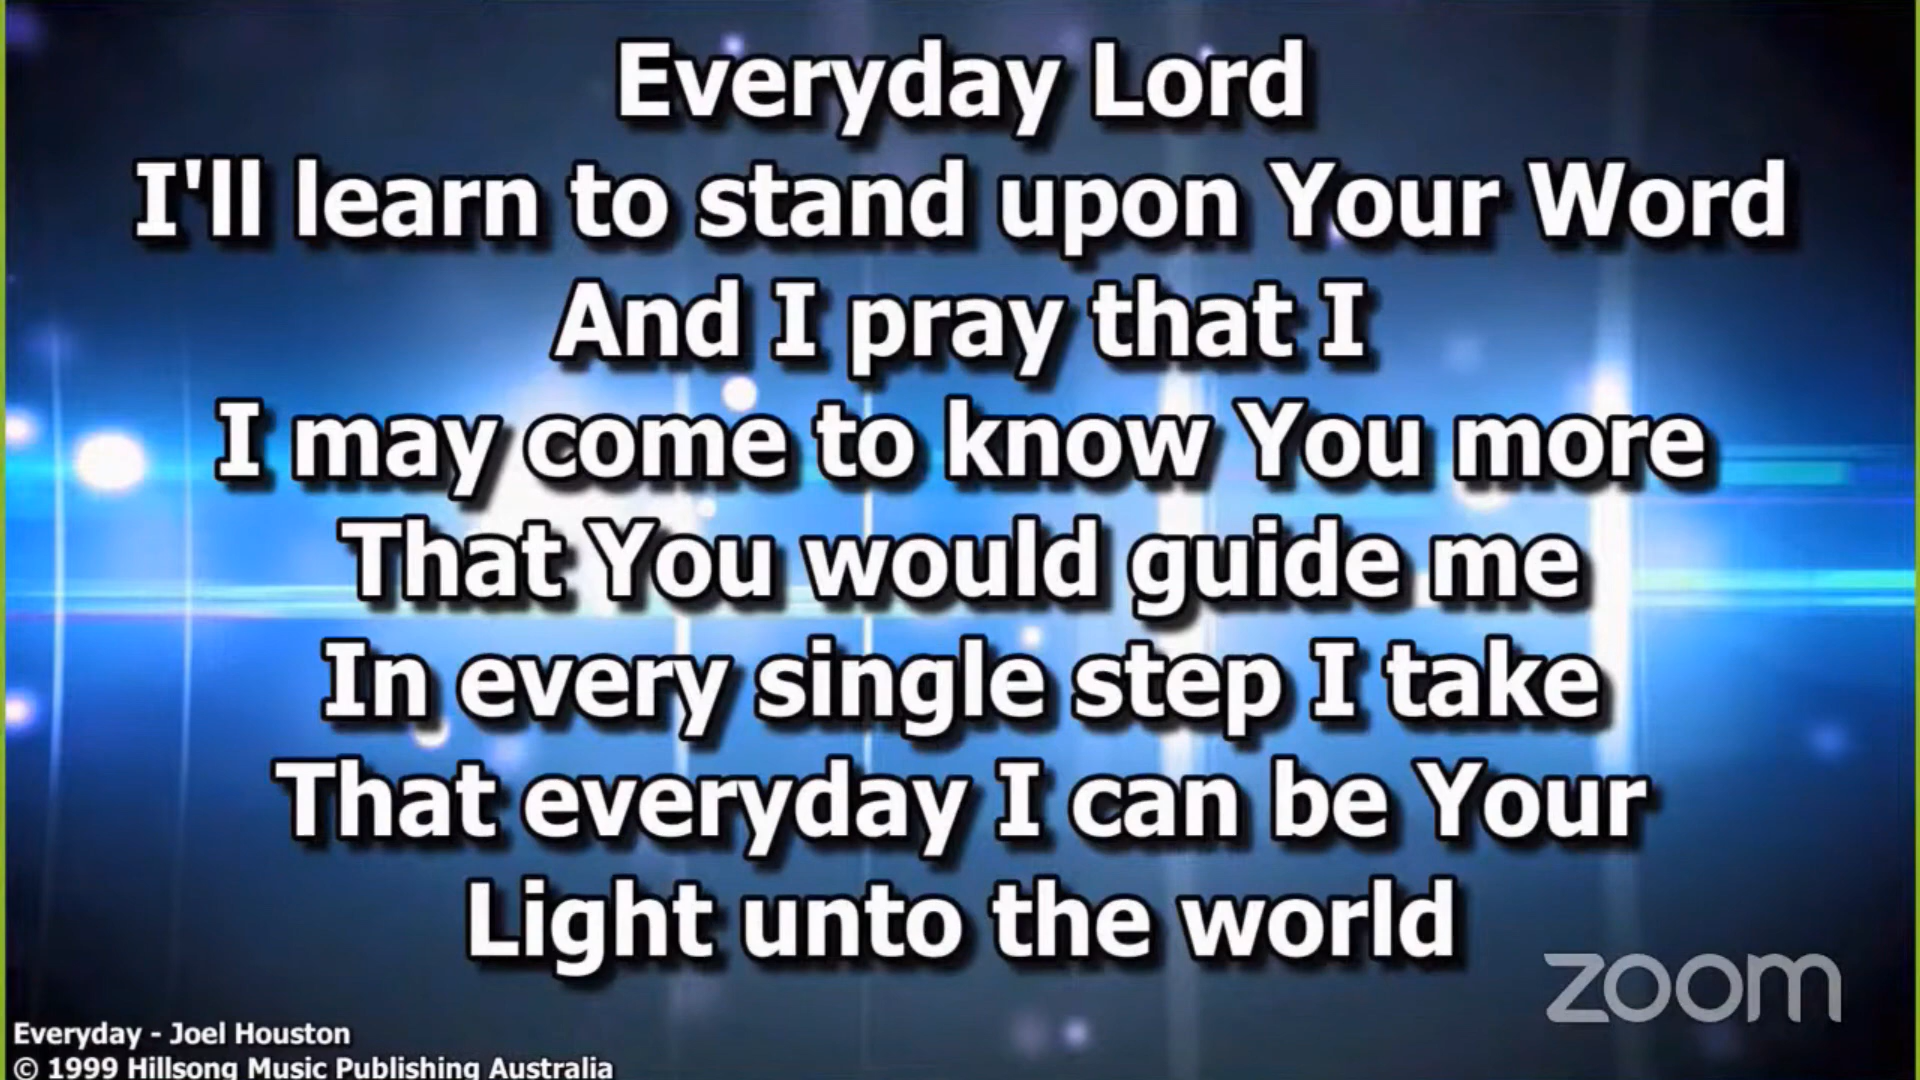 Everyday Lord
I'll learn to stand upon Your Word
And I pray that I
I may come to know You more
That You would guide me
In every single step I take
That everyday I can be Your
Light unto the world
zoom
Everyday - Joel Houston
© 1999 Hillsong Music Publishing Australia